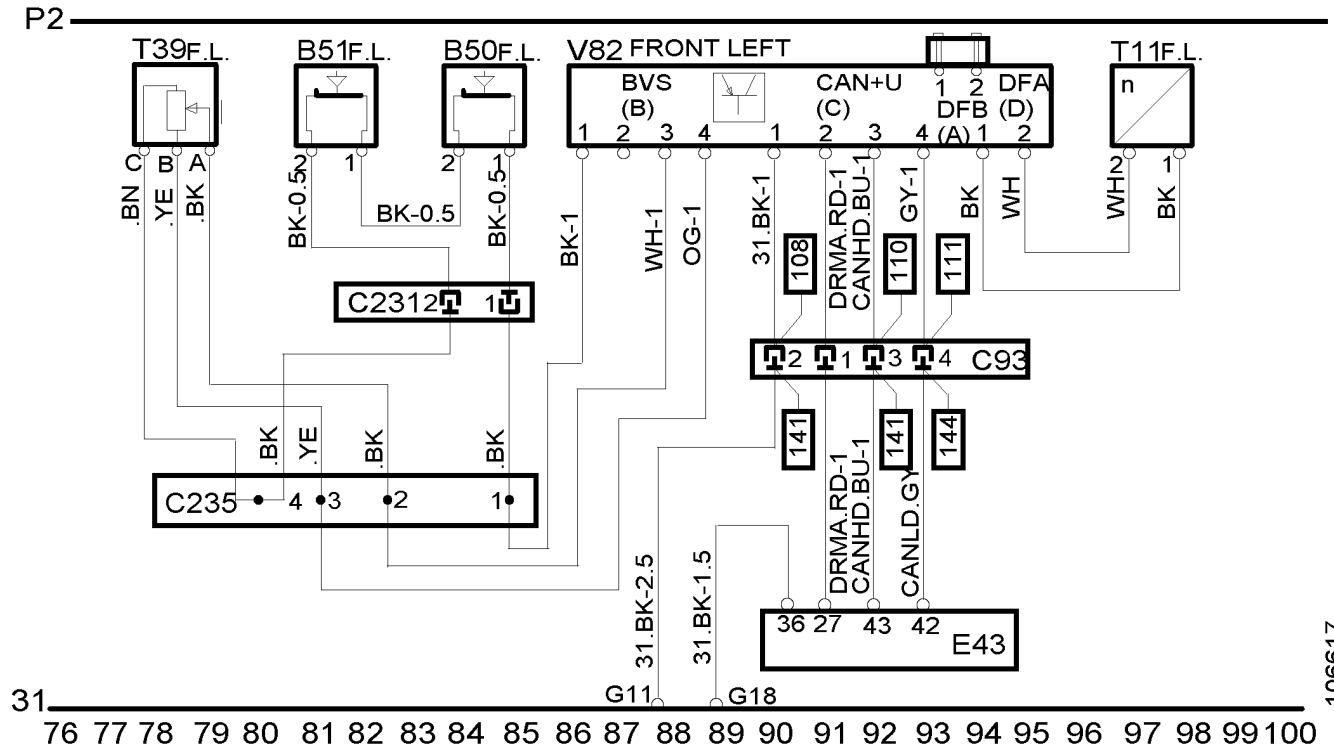 P2
T39F.L.
B51F.L.
B50F.L.
V82 FRONT LEFT
T11F.L.
BVS
(B)
CAN+U
(C)
1 2
DFB
(A)
DFA
(D)
n
1 2 3 4 1 2 3 4 1 2
C B A
2 1
2 1
2 1
.BN
.YE
.BK
BK-0.5
BK-0.5
BK-0.5
BK-1
WH-1
OG-1
31.BK-1
DRMA.RD-1
CANHD.BU-1
GY-1
BK
WH
WH
BK
108
110
111
C231 2 1
2 1 3 4 C93
141
141
144
.BK
.YE
.BK
.BK
C235 4 3 2 1
31.BK-2.5
31.BK-1.5
DRMA.RD-1
CANHD.BU-1
CANLD.GY
36 27 43 42
E43
G11
G18
106617
31
76 77 78 79 80 81 82 83 84 85 86 87 88 89 90 91 92 93 94 95 96 97 98 99 100